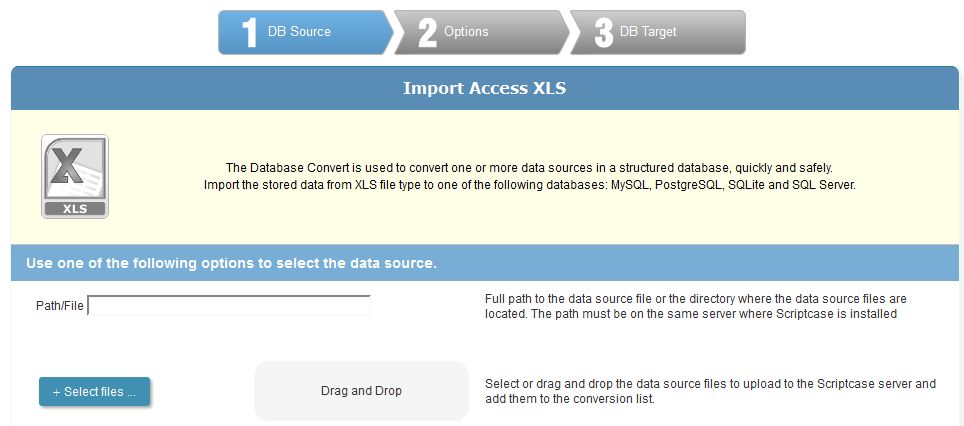 1 DB Source 2 Options 3 DB Target
Import Access XLS
The Database Convert is used to convert one or more data sources in a structured database, quickly and safely.
Import the stored data from XLS file type to one of the following databases: MySQL, PostgreSQL, SQLite and SQL Server.
X
XLS
Use one of the following options to select the data source.
Path/File
Full path to the data source file or the directory where the data source files are
located. The path must be on the same server where Scriptcase is installed
+ Select files ...
Drag and Drop
Select or drag and drop the data source files to upload to the Scriptcase server and
add them to the conversion list.